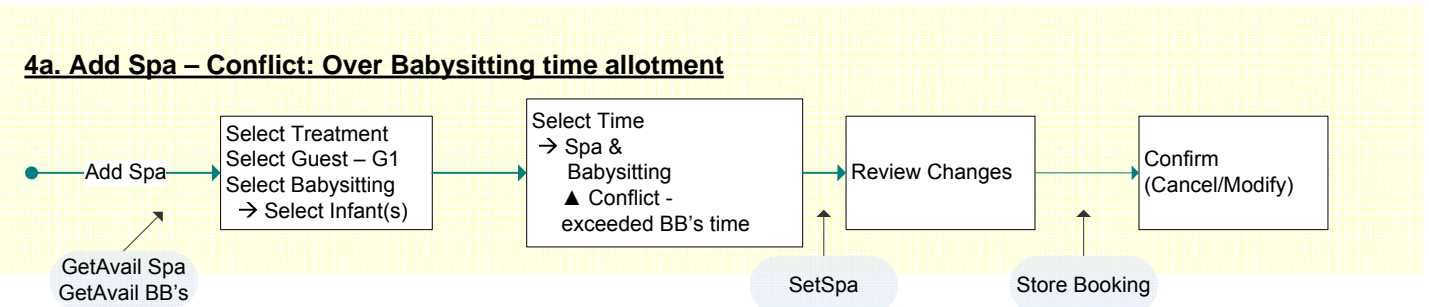 4a. Add Spa – Conflict: Over Babysitting time allotment
Add Spa
Select Treatment
Select Guest – G1
Select Babysitting
→ Select Infant(s)
Select Time
→ Spa &
Babysitting
▲ Conflict -
exceeded BB's time
Review Changes
Confirm
(Cancel/Modify)
GetAvail Spa
GetAvail BB's
SetSpa
Store Booking